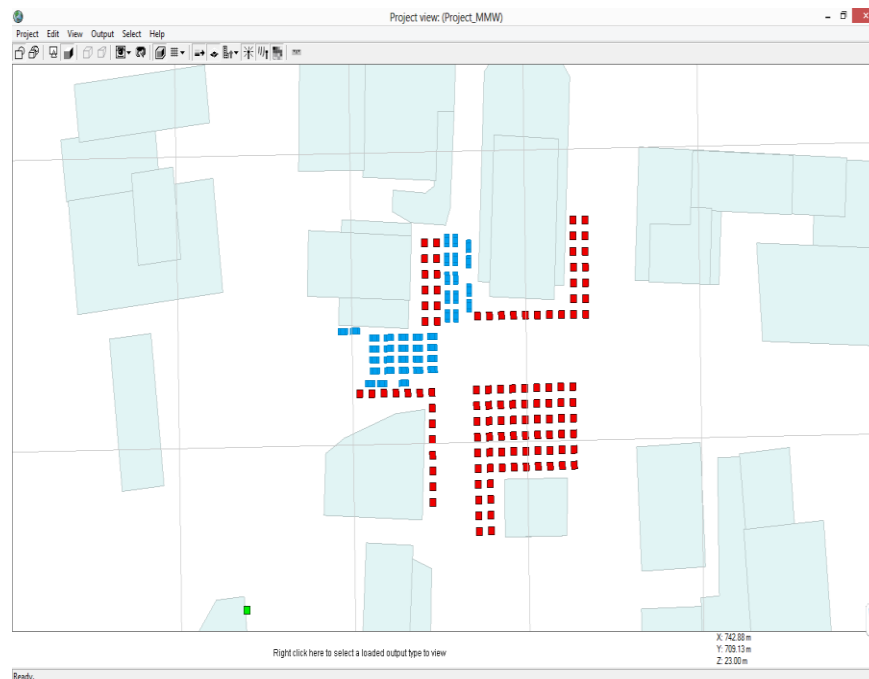 Project view: (Project_MMW)
Project Edit View Output Select Help
Right click here to select a loaded output type to view
X: 742.88 m
Y: 709.13 m
Z: 23.00 m
Ready.